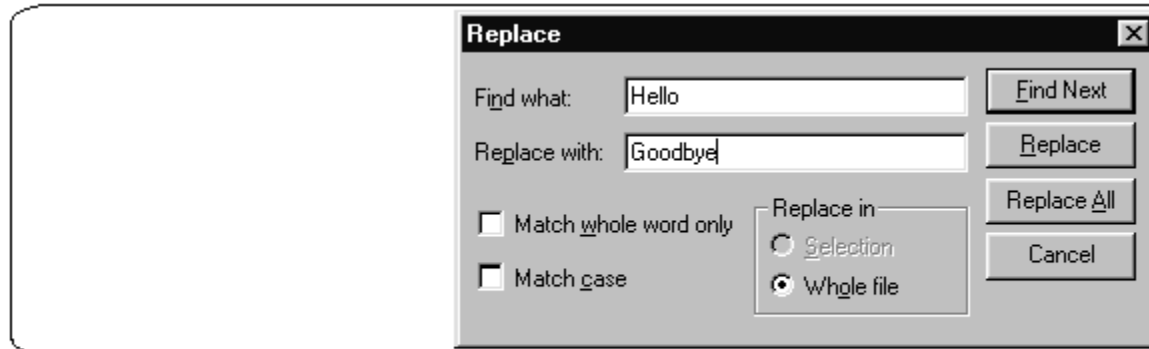 Replace
Find what: Hello
Find Next
Replace with: Goodbye
Replace
Match whole word only
Replace in
Replace All
Selection
Cancel
Match case
Whole file